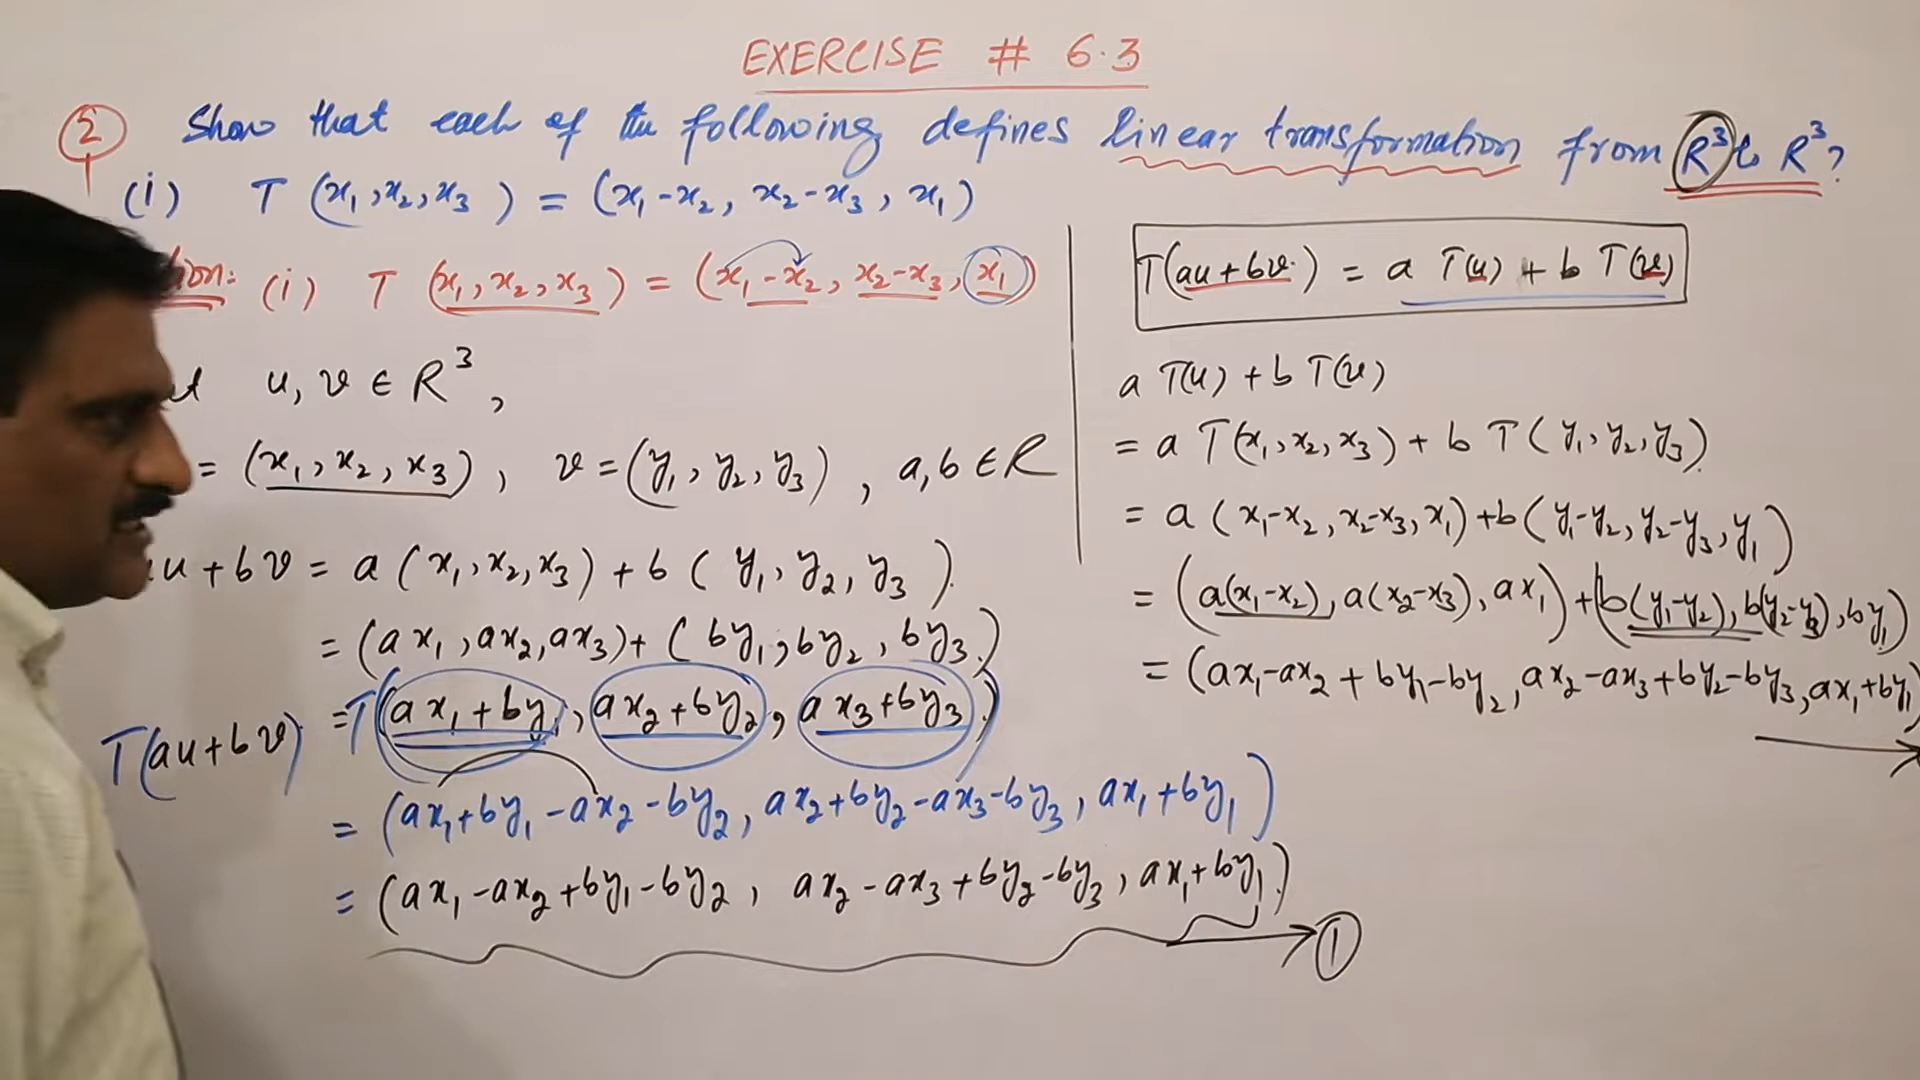 EXERCISE # 6.3
2 Show that each of the following defines linear transformation from R³ to R³?
(i) T (x₁, x₂, x₃) = (x₁ - x₂, x₂ - x₃, x₁)
tion: (i) T (x₁, x₂, x₃) = (x₁ - x₂, x₂ - x₃, x₁)
u, v ∈ R³,
= (x₁, x₂, x₃), v = (y₁, y₂, y₃), a, b ∈ R
u + bv = a (x₁, x₂, x₃) + b (y₁, y₂, y₃).
= (ax₁, ax₂, ax₃) + (by₁, by₂, by₃.)
T(au + bv) = T(ax₁ + by₁, ax₂ + by₂, ax₃ + by₃.)
= (ax₁ + by₁ - ax₂ - by₂, ax₂ + by₂ - ax₃ - by₃, ax₁ + by₁)
= (ax₁ - ax₂ + by₁ - by₂, ax₂ - ax₃ + by₂ - by₃, ax₁ + by₁.)
→ ①
T(au + bv) = a T(u) + b T(v)
a T(u) + b T(v)
= a T(x₁, x₂, x₃) + b T(y₁, y₂, y₃).
= a (x₁ - x₂, x₂ - x₃, x₁) + b (y₁ - y₂, y₂ - y₃, y₁)
= (a(x₁ - x₂), a(x₂ - x₃), ax₁) + (b(y₁ - y₂), b(y₂ - y₃), by₁)
= (ax₁ - ax₂ + by₁ - by₂, ax₂ - ax₃ + by₂ - by₃, ax₁ + by₁)